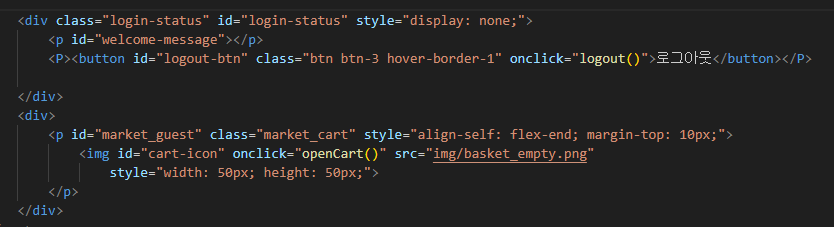 <div class="login-status" id="login-status" style="display: none;">
<p id="welcome-message"></p>
<P><button id="logout-btn" class="btn btn-3 hover-border-1" onclick="logout()">로그아웃</button></P>
</div>
<div>
<p id="market_guest" class="market_cart" style="align-self: flex-end; margin-top: 10px;">
<img id="cart-icon" onclick="openCart()" src="img/basket_empty.png"
style="width: 50px; height: 50px;">
</p>
</div>